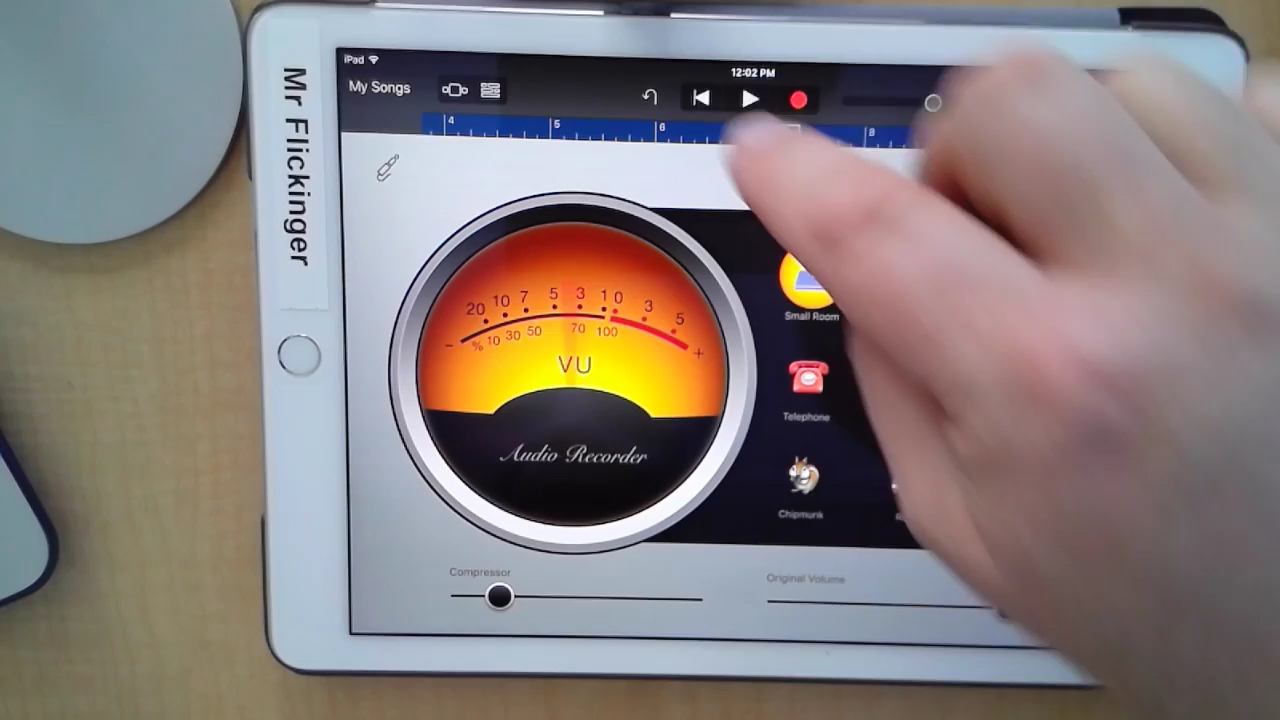 Mr Flickinger
iPad
12:02 PM
My Songs
4 5 6 8
20 10 7 5 3 1 0 3 5
- % 10 30 50 70 100 +
VU
Audio Recorder
Small Room
Telephone
Chipmunk
Compressor
Original Volume